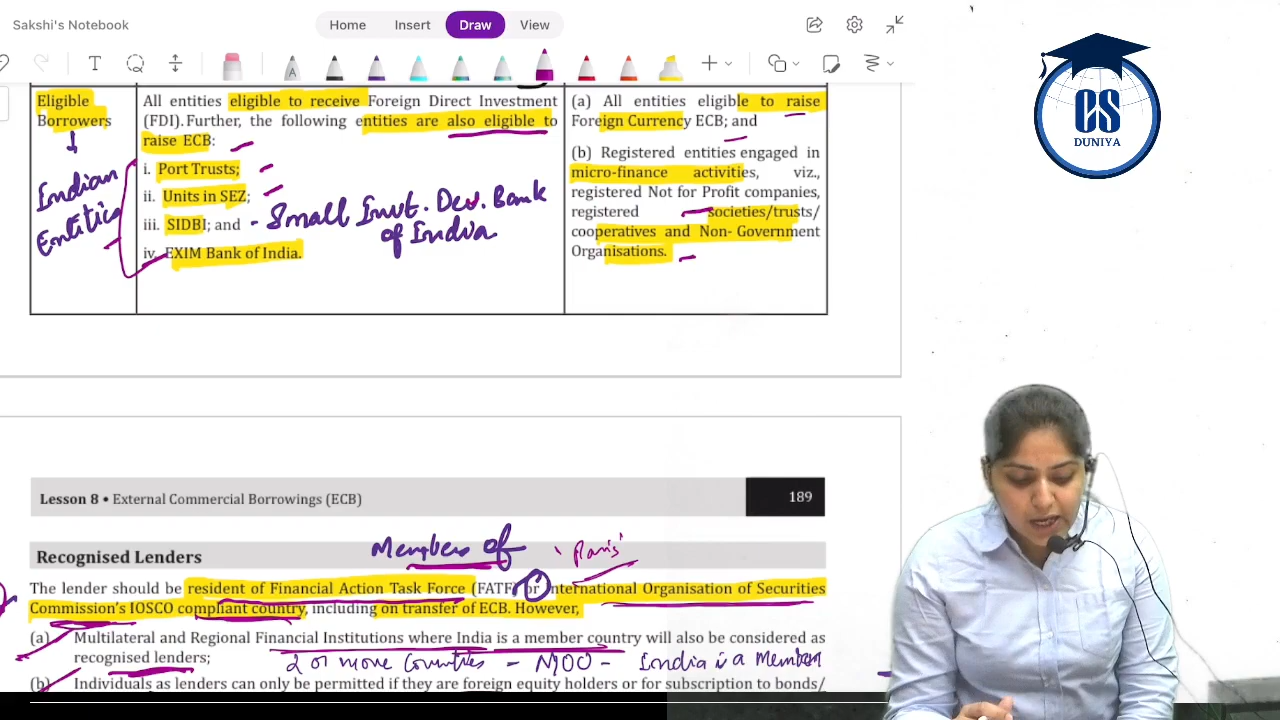 Sakshi's Notebook
Home Insert Draw View
Eligible
Borrowers
Indian
Entities
All entities eligible to receive Foreign Direct Investment
(FDI). Further, the following entities are also eligible to
raise ECB:
i. Port Trusts;
ii. Units in SEZ;
iii. SIDBI; and - Small Invt. Dev. Bank
of India
iv. EXIM Bank of India.
(a) All entities eligible to raise
Foreign Currency ECB; and
(b) Registered entities engaged in
micro-finance activities, viz.,
registered Not for Profit companies,
registered societies/trusts/
cooperatives and Non- Government
Organisations.
CS
DUNIYA
Lesson 8 • External Commercial Borrowings (ECB) 189
Recognised Lenders
Members of 'Paris'
The lender should be resident of Financial Action Task Force (FATF) or International Organisation of Securities
Commission's IOSCO compliant country, including on transfer of ECB. However,
(a) Multilateral and Regional Financial Institutions where India is a member country will also be considered as
recognised lenders;
2 or more Countries - - India is a Member
(b) Individuals as lenders can only be permitted if they are foreign equity holders or for subscription to bonds/